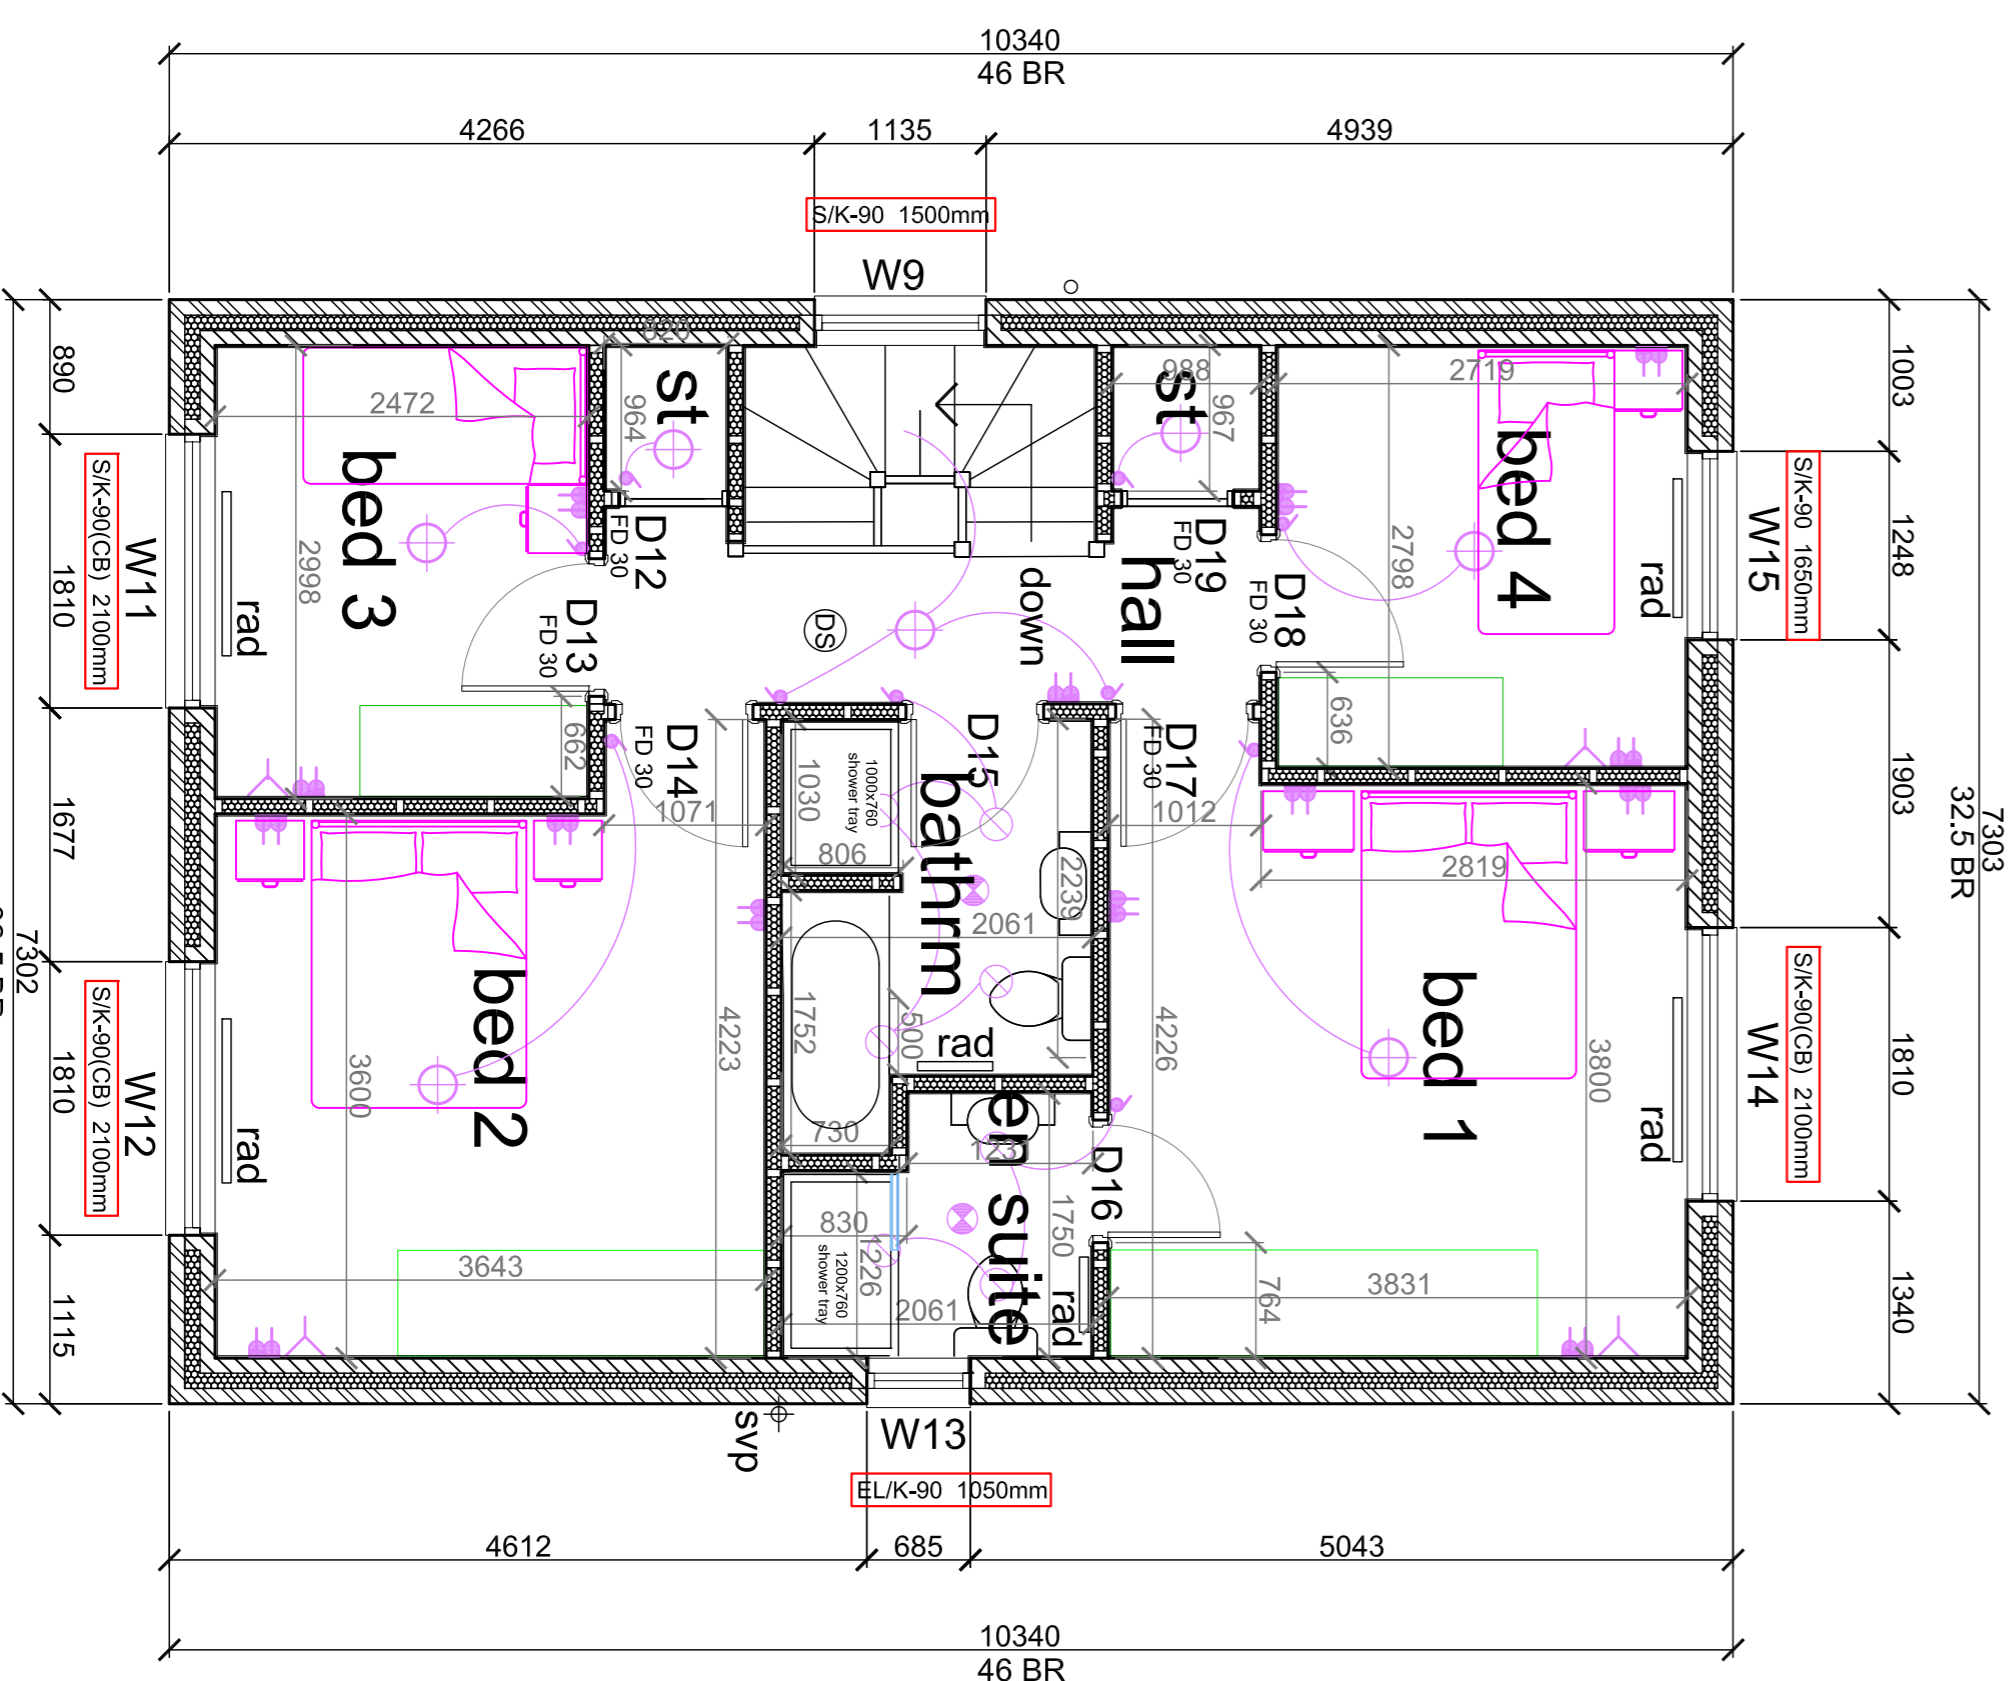 10340
46 BR
4266
1135
4939
S/K-90 1500mm
W9
890
1810
1677
1810
1115
7302
S/K-90(CB) 2100mm
W11
S/K-90(CB) 2100mm
W12
1003
1248
1903
1810
1340
7303
32.5 BR
S/K-90 1650mm
W15
S/K-90(CB) 2100mm
W14
820
st
964
2472
bed 3
2998
rad
D12
FD 30
D13
FD 30
662
988
st
967
D19
FD 30
hall
down
DS
2719
bed 4
2798
rad
D18
FD 30
636
D14
FD 30
1071
D15
D17
FD 30
1012
1030
1000x760
shower tray
806
bathrm
2239
2061
1752
500
rad
730
4223
bed 2
3600
rad
3643
4226
bed 1
2819
3800
rad
3831
764
D16
en suite
1231
1750
830
1226
1200x760
shower tray
2061
rad
svp
W13
EL/K-90 1050mm
4612
685
5043
10340
46 BR